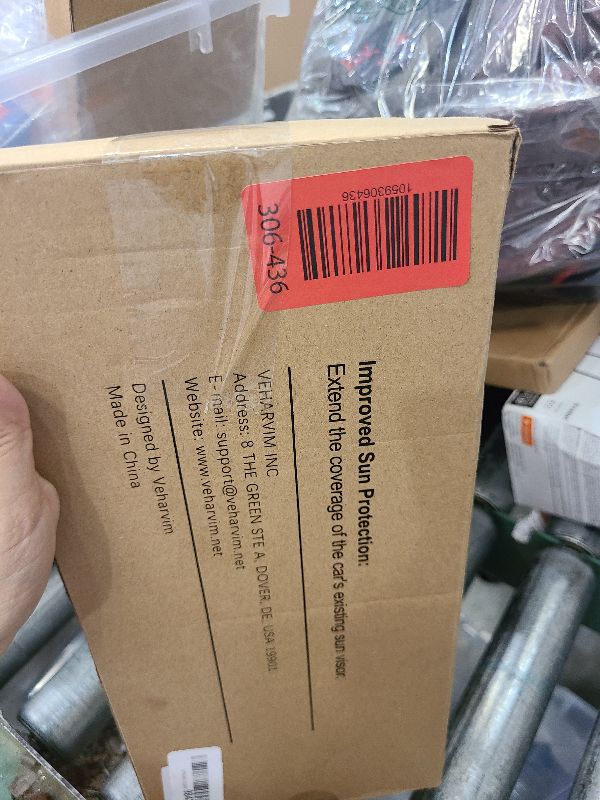 1059306436
306-436
Improved Sun Protection:
Extend the coverage of the car's existing sun visor.
VEHARVIM INC
Address: 8 THE GREEN STE A, DOVER, DE, USA 19901
E-mail: support@veharvim.net
Website: www.veharvim.net
Designed by Veharvim
Made in China